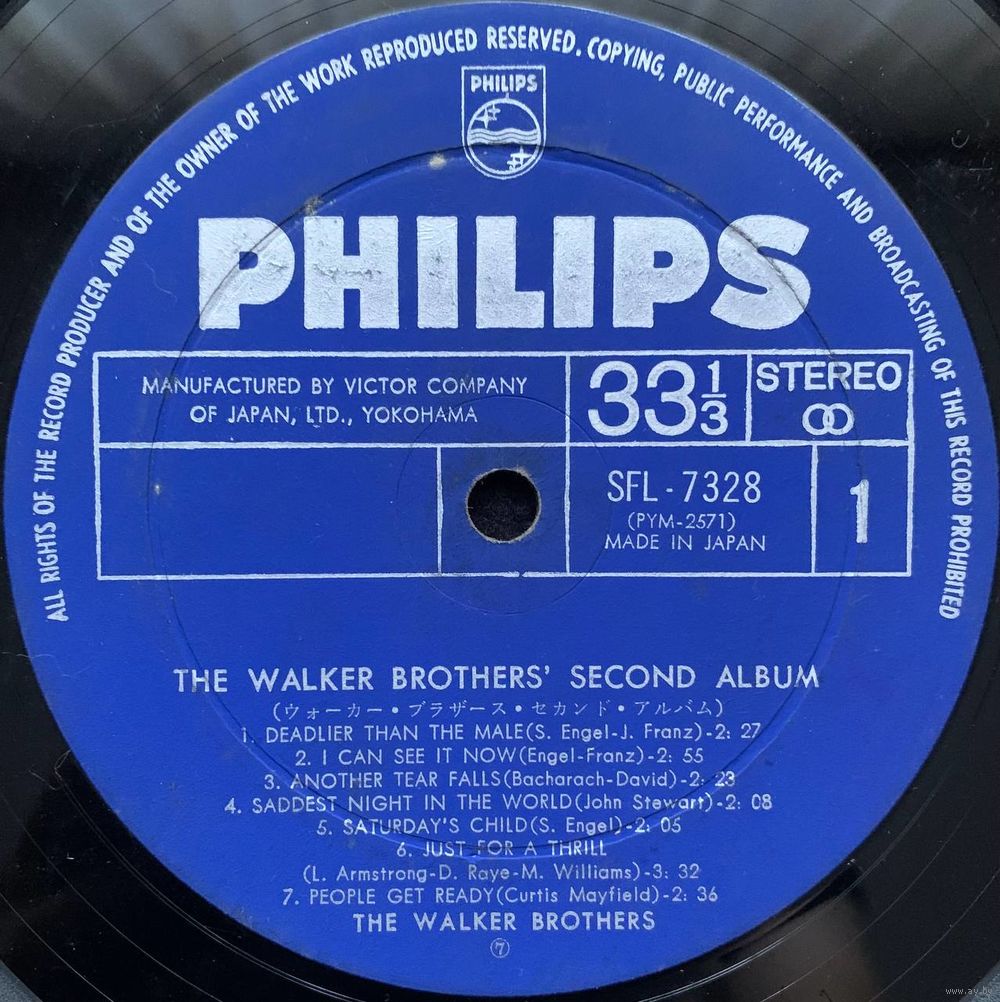 ALL RIGHTS OF THE RECORD PRODUCER AND OF THE OWNER OF THE WORK REPRODUCED RESERVED. COPYING, PUBLIC PERFORMANCE AND BROADCASTING OF THIS RECORD PROHIBITED
PHILIPS
PHILIPS
MANUFACTURED BY VICTOR COMPANY
OF JAPAN, LTD., YOKOHAMA
33 1/3
STEREO
SFL-7328
(PYM-2571)
MADE IN JAPAN
1
THE WALKER BROTHERS' SECOND ALBUM
(ウォーカー・ブラザース・セカンド・アルバム)
1. DEADLIER THAN THE MALE(S. Engel-J. Franz)-2: 27
2. I CAN SEE IT NOW(Engel-Franz)-2: 55
3. ANOTHER TEAR FALLS(Bacharach-David)-2: 23
4. SADDEST NIGHT IN THE WORLD(John Stewart)-2: 08
5. SATURDAY'S CHILD(S. Engel)-2: 05
6. JUST FOR A THRILL
(L. Armstrong-D. Raye-M. Williams)-3: 32
7. PEOPLE GET READY(Curtis Mayfield)-2: 36
THE WALKER BROTHERS
⑦
www.ay.by